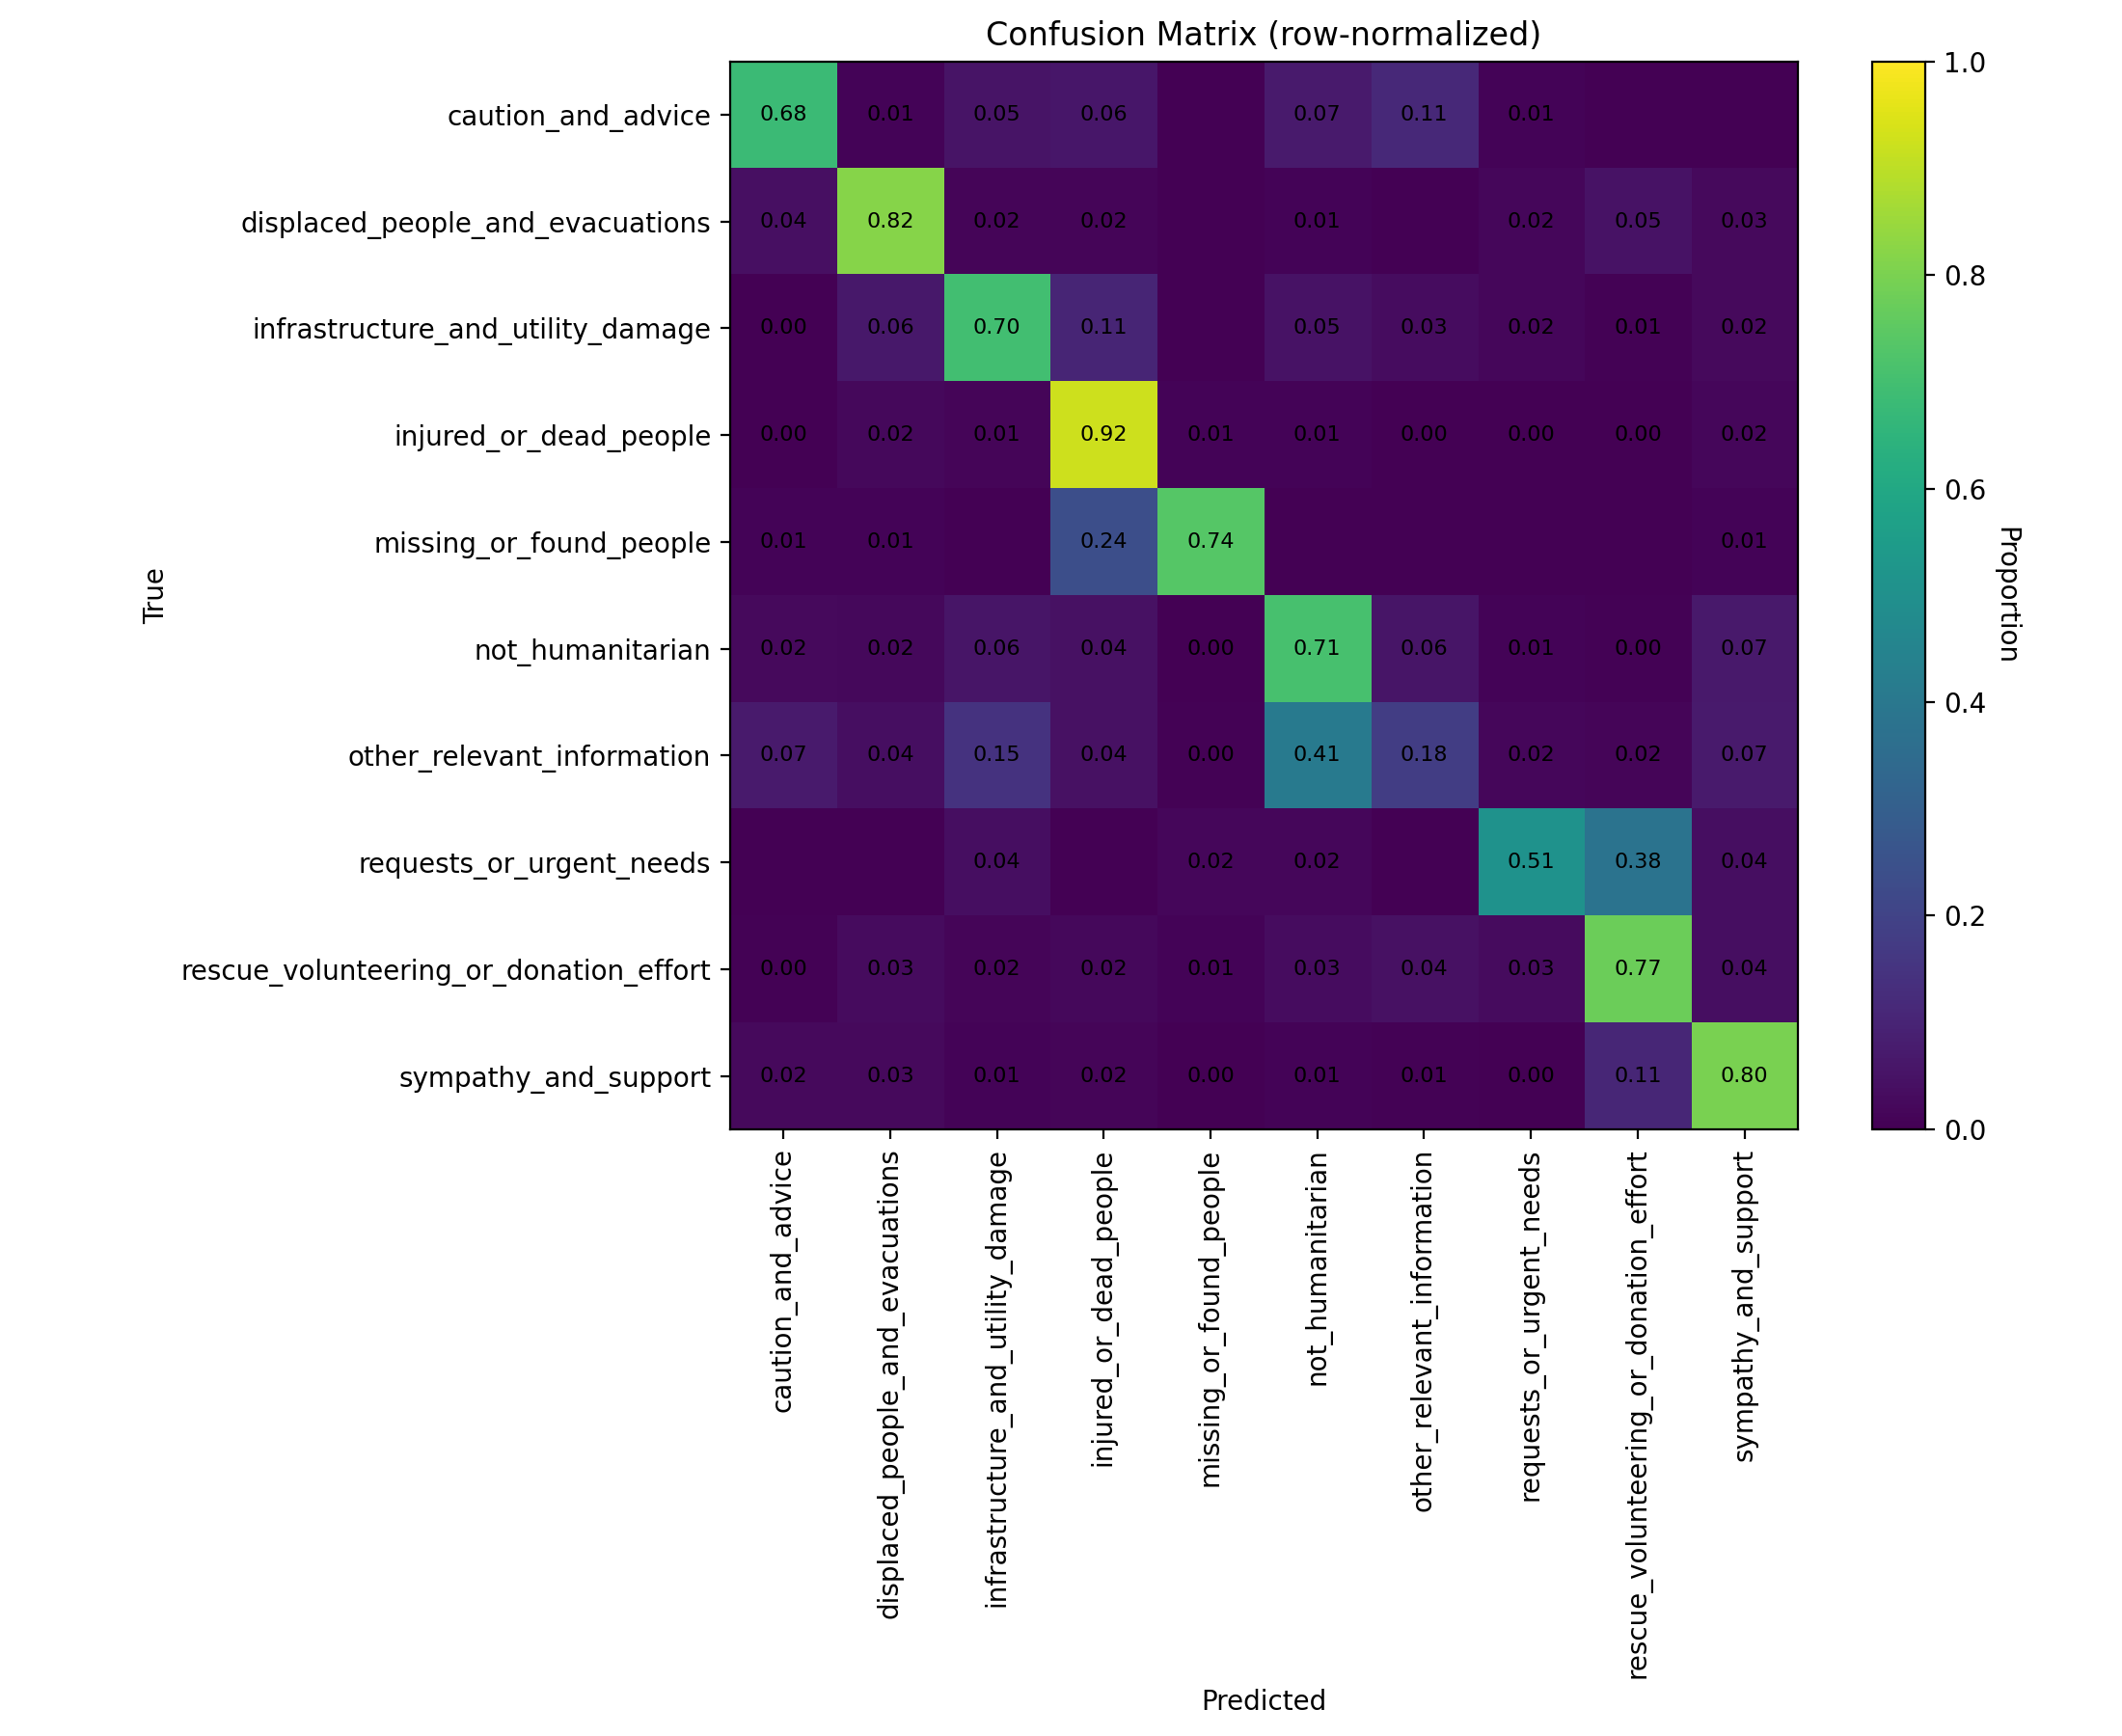 Confusion Matrix (row-normalized)
True
caution_and_advice 0.68 0.01 0.05 0.06 0.07 0.11 0.01
displaced_people_and_evacuations 0.04 0.82 0.02 0.02 0.01 0.02 0.05 0.03
infrastructure_and_utility_damage 0.00 0.06 0.70 0.11 0.05 0.03 0.02 0.01 0.02
injured_or_dead_people 0.00 0.02 0.01 0.92 0.01 0.01 0.00 0.00 0.00 0.02
missing_or_found_people 0.01 0.01 0.24 0.74 0.01
not_humanitarian 0.02 0.02 0.06 0.04 0.00 0.71 0.06 0.01 0.00 0.07
other_relevant_information 0.07 0.04 0.15 0.04 0.00 0.41 0.18 0.02 0.02 0.07
requests_or_urgent_needs 0.04 0.02 0.02 0.51 0.38 0.04
rescue_volunteering_or_donation_effort 0.00 0.03 0.02 0.02 0.01 0.03 0.04 0.03 0.77 0.04
sympathy_and_support 0.02 0.03 0.01 0.02 0.00 0.01 0.01 0.00 0.11 0.80
caution_and_advice
displaced_people_and_evacuations
infrastructure_and_utility_damage
injured_or_dead_people
missing_or_found_people
not_humanitarian
other_relevant_information
requests_or_urgent_needs
rescue_volunteering_or_donation_effort
sympathy_and_support
Predicted
1.0
0.8
0.6
0.4
0.2
0.0
Proportion